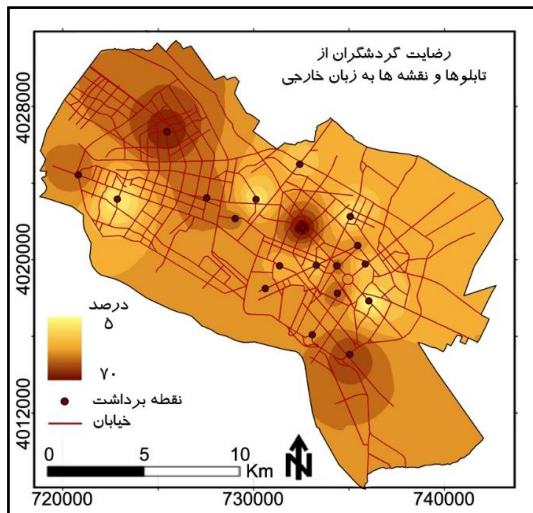 رضایت گردشگران از
تابلوها و نقشه ها به زبان خارجی
4028000
4020000
4012000
درصد
۵
۷۰
نقطه برداشت
خیابان
0 5 10
Km
N
720000 730000 740000